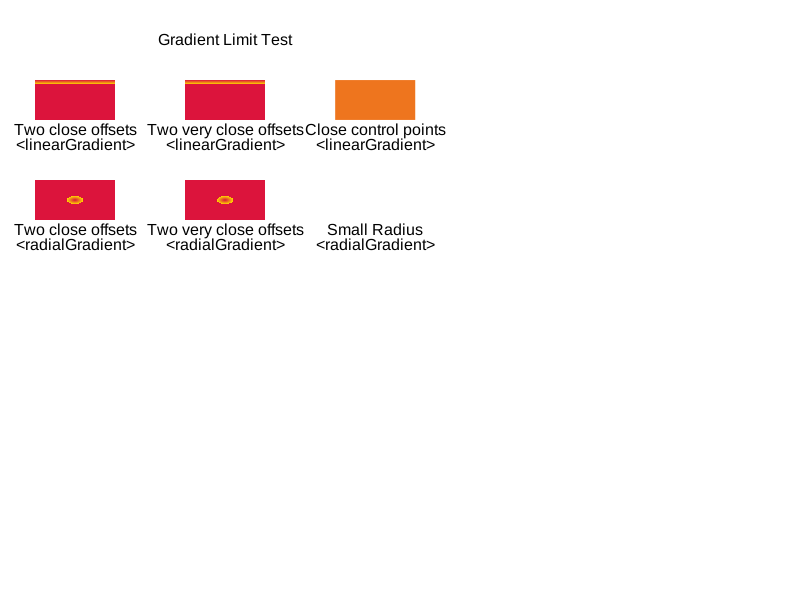 Gradient Limit Test
Two close offsets
<linearGradient>
Two very close offsets
<linearGradient>
Close control points
<linearGradient>
Two close offsets
<radialGradient>
Two very close offsets
<radialGradient>
Small Radius
<radialGradient>